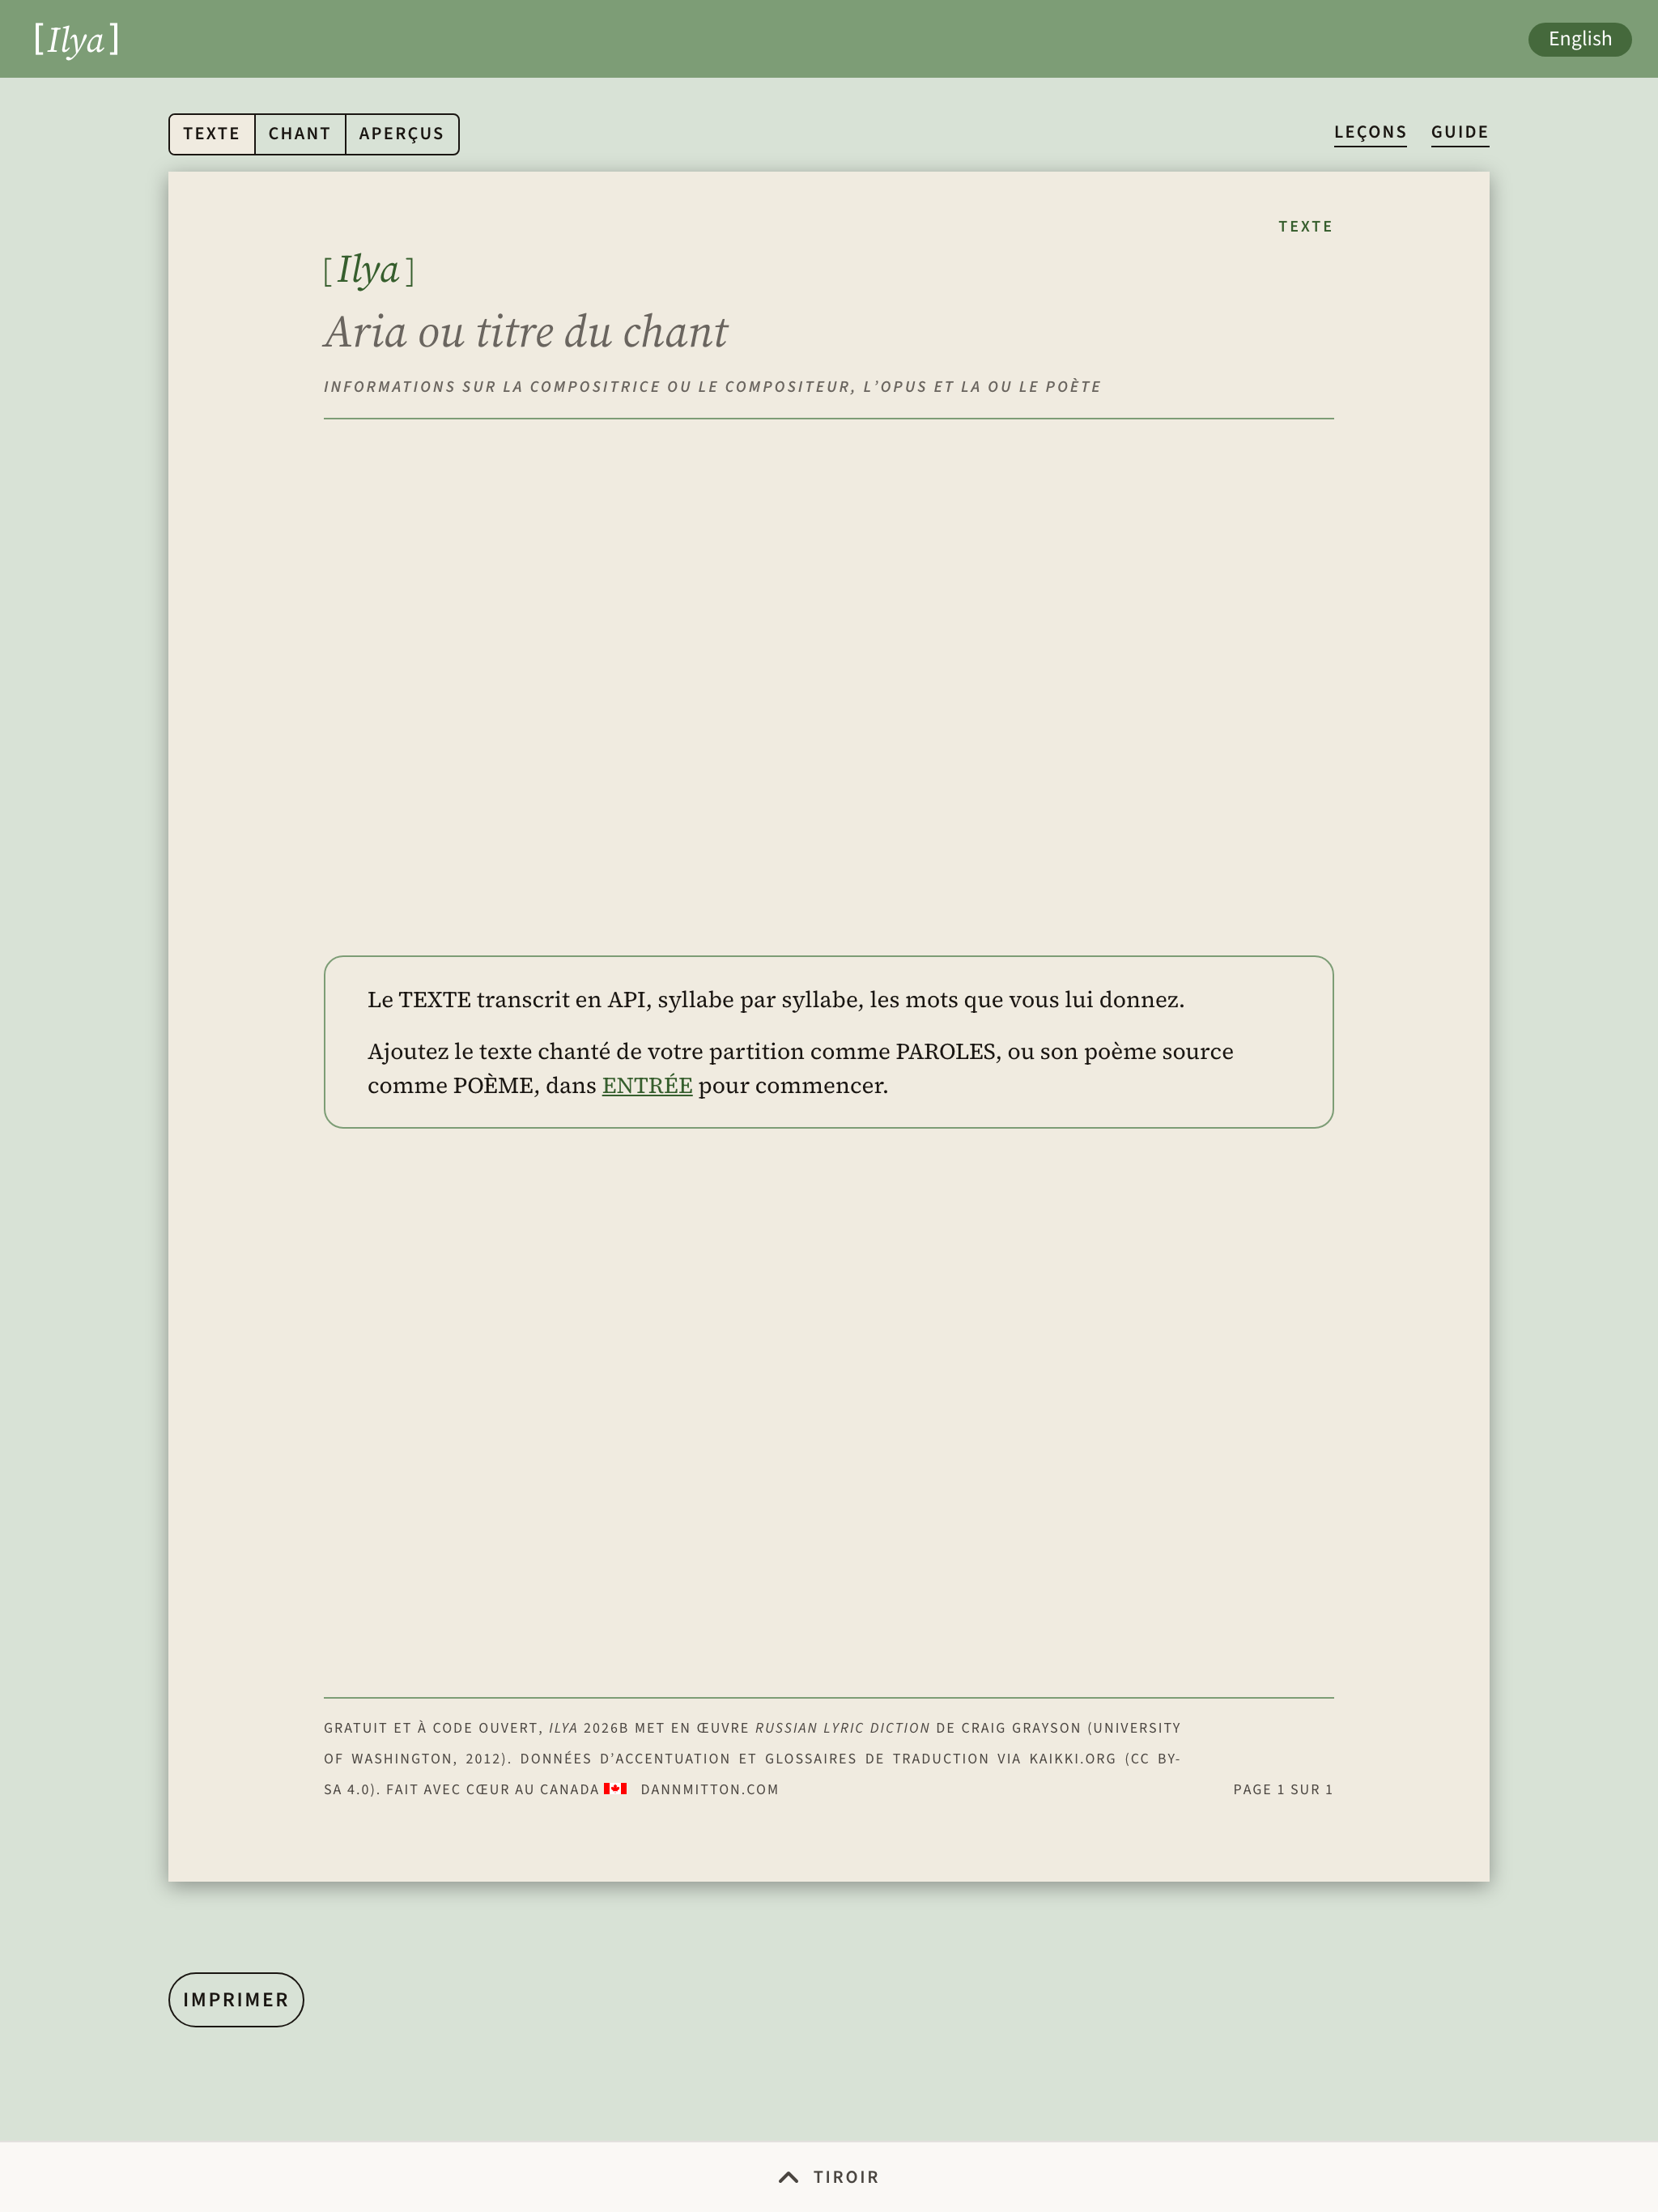 [Ilya]
English
TEXTE CHANT APERÇUS
LEÇONS GUIDE
TEXTE
[Ilya]
Aria ou titre du chant
INFORMATIONS SUR LA COMPOSITRICE OU LE COMPOSITEUR, L’OPUS ET LA OU LE POÈTE
Le TEXTE transcrit en API, syllabe par syllabe, les mots que vous lui donnez.
Ajoutez le texte chanté de votre partition comme PAROLES, ou son poème source
comme POÈME, dans ENTRÉE pour commencer.
GRATUIT ET À CODE OUVERT, ILYA 2026B MET EN ŒUVRE RUSSIAN LYRIC DICTION DE CRAIG GRAYSON (UNIVERSITY
OF WASHINGTON, 2012). DONNÉES D’ACCENTUATION ET GLOSSAIRES DE TRADUCTION VIA KAIKKI.ORG (CC BY-
SA 4.0). FAIT AVEC CŒUR AU CANADA DANNMITTON.COM
PAGE 1 SUR 1
IMPRIMER
TIROIR